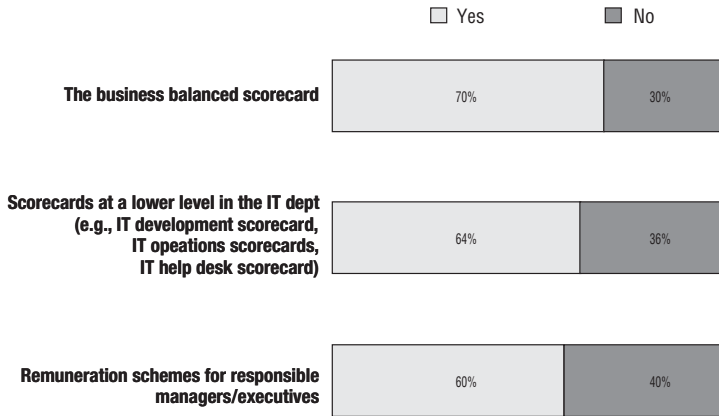 Yes No
The business balanced scorecard
70% 30%
Scorecards at a lower level in the IT dept
(e.g., IT development scorecard,
IT opeations scorecards,
IT help desk scorecard)
64% 36%
Remuneration schemes for responsible
managers/executives
60% 40%